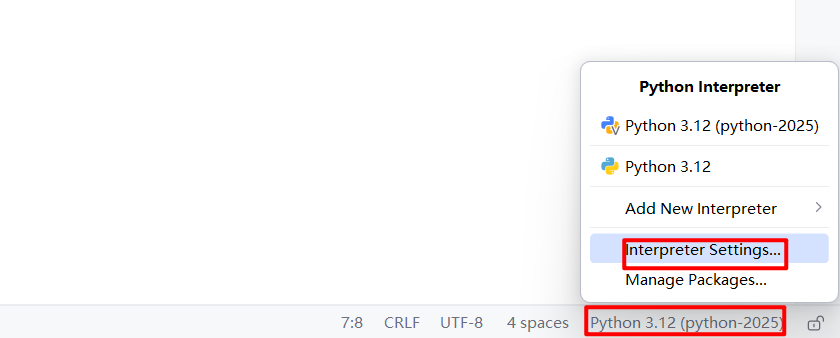 Python Interpreter
Python 3.12 (python-2025)
Python 3.12
Add New Interpreter
Interpreter Settings...
Manage Packages...
7:8 CRLF UTF-8 4 spaces Python 3.12 (python-2025)